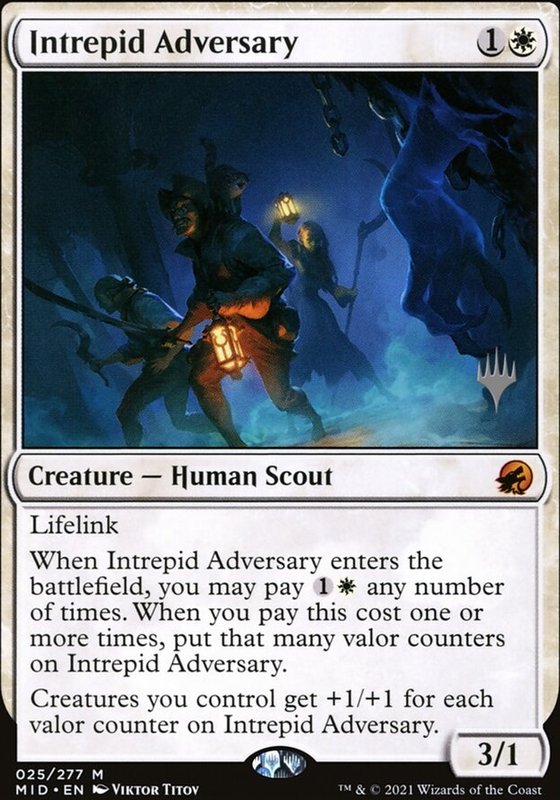 Intrepid Adversary 1
Creature — Human Scout
Lifelink
When Intrepid Adversary enters the
battlefield, you may pay 1 any number
of times. When you pay this cost one or
more times, put that many valor counters
on Intrepid Adversary.
Creatures you control get +1/+1 for each
valor counter on Intrepid Adversary.
3/1
025/277 M
MID • EN Viktor Titov
™ & © 2021 Wizards of the Coast